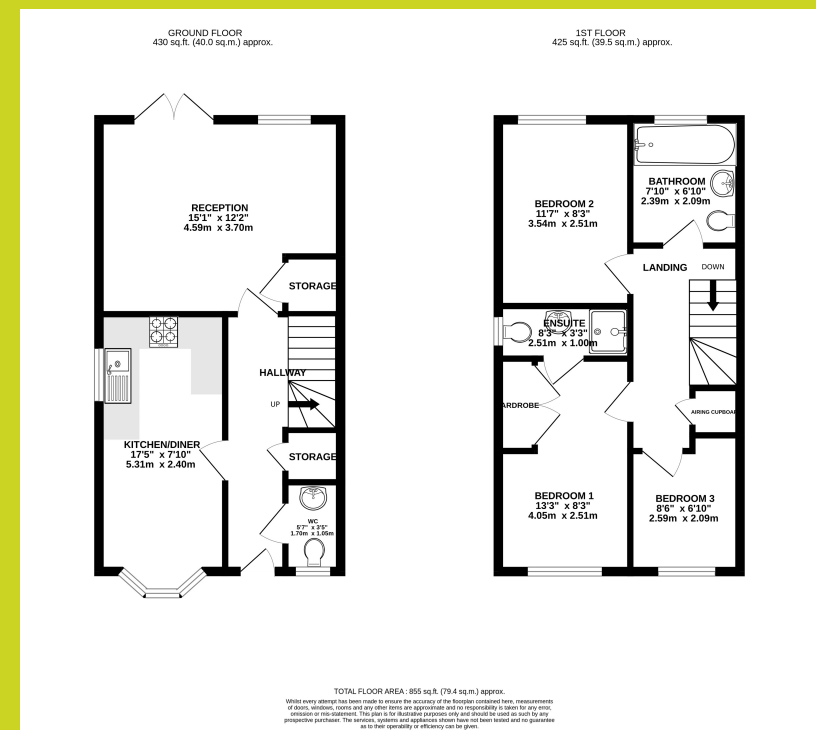 GROUND FLOOR
430 sq.ft. (40.0 sq.m.) approx.
1ST FLOOR
425 sq.ft. (39.5 sq.m.) approx.
RECEPTION
15'1" x 12'2"
4.59m x 3.70m
STORAGE
HALLWAY
UP
KITCHEN/DINER
17'5" x 7'10"
5.31m x 2.40m
STORAGE
WC
5'7" x 3'5"
1.70m x 1.05m
BEDROOM 2
11'7" x 8'3"
3.54m x 2.51m
BATHROOM
7'10" x 6'10"
2.39m x 2.09m
LANDING
DOWN
ENSUITE
8'3" x 3'3"
2.51m x 1.00m
ARDROBE
AIRING CUPBOA
BEDROOM 1
13'3" x 8'3"
4.05m x 2.51m
BEDROOM 3
8'6" x 6'10"
2.59m x 2.09m
TOTAL FLOOR AREA : 855 sq.ft. (79.4 sq.m.) approx.
Whilst every attempt has been made to ensure the accuracy of the floorplan contained here, measurements
of doors, windows, rooms and any other items are approximate and no responsibility is taken for any error,
omission or mis-statement. This plan is for illustrative purposes only and should be used as such by any
prospective purchaser. The services, systems and appliances shown have not been tested and no guarantee
as to their operability or efficiency can be given.